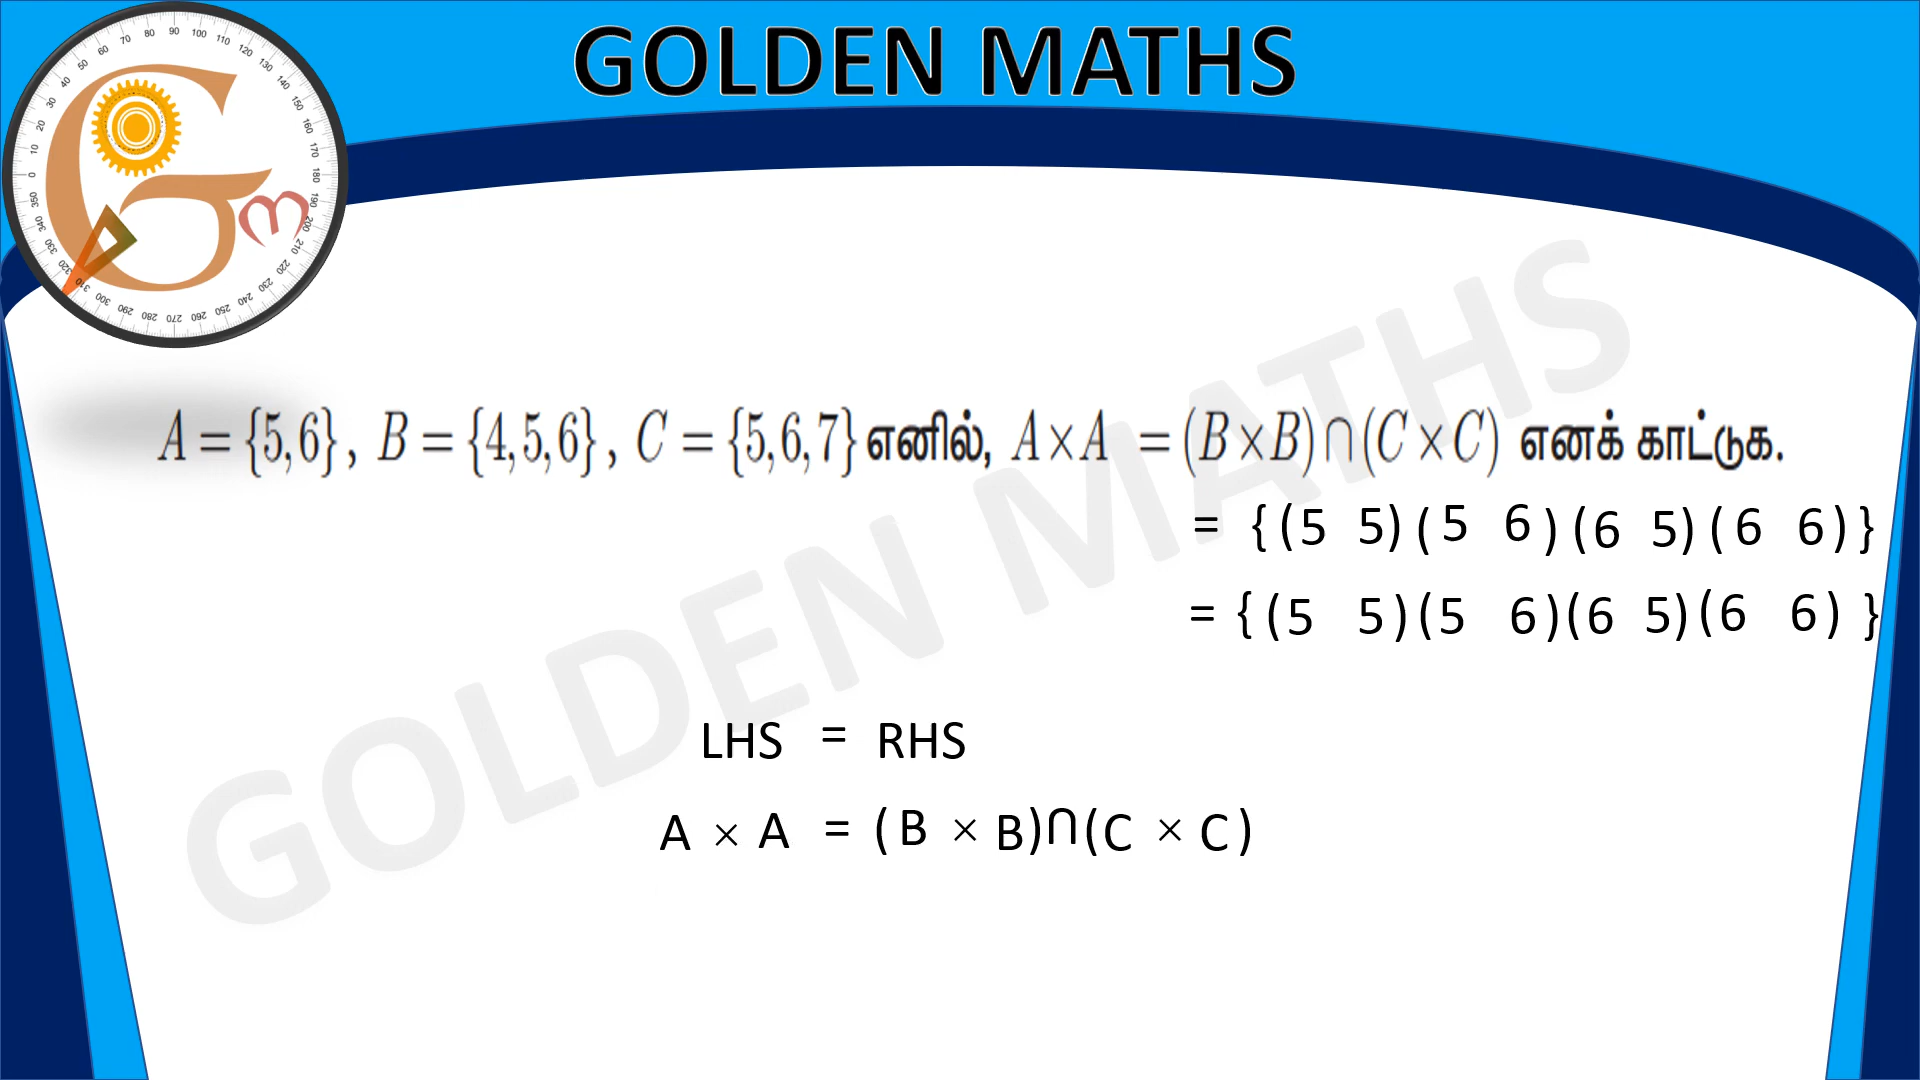 GOLDEN MATHS
A = {5,6}, B = {4,5,6}, C = {5,6,7} எனில், A×A = (B×B)∩(C×C) எனக் காட்டுக.
= {(5 5)(5 6)(6 5)(6 6)}
= {(5 5)(5 6)(6 5)(6 6)}
LHS = RHS
A × A = (B × B)∩(C × C)
GOLDEN MATHS